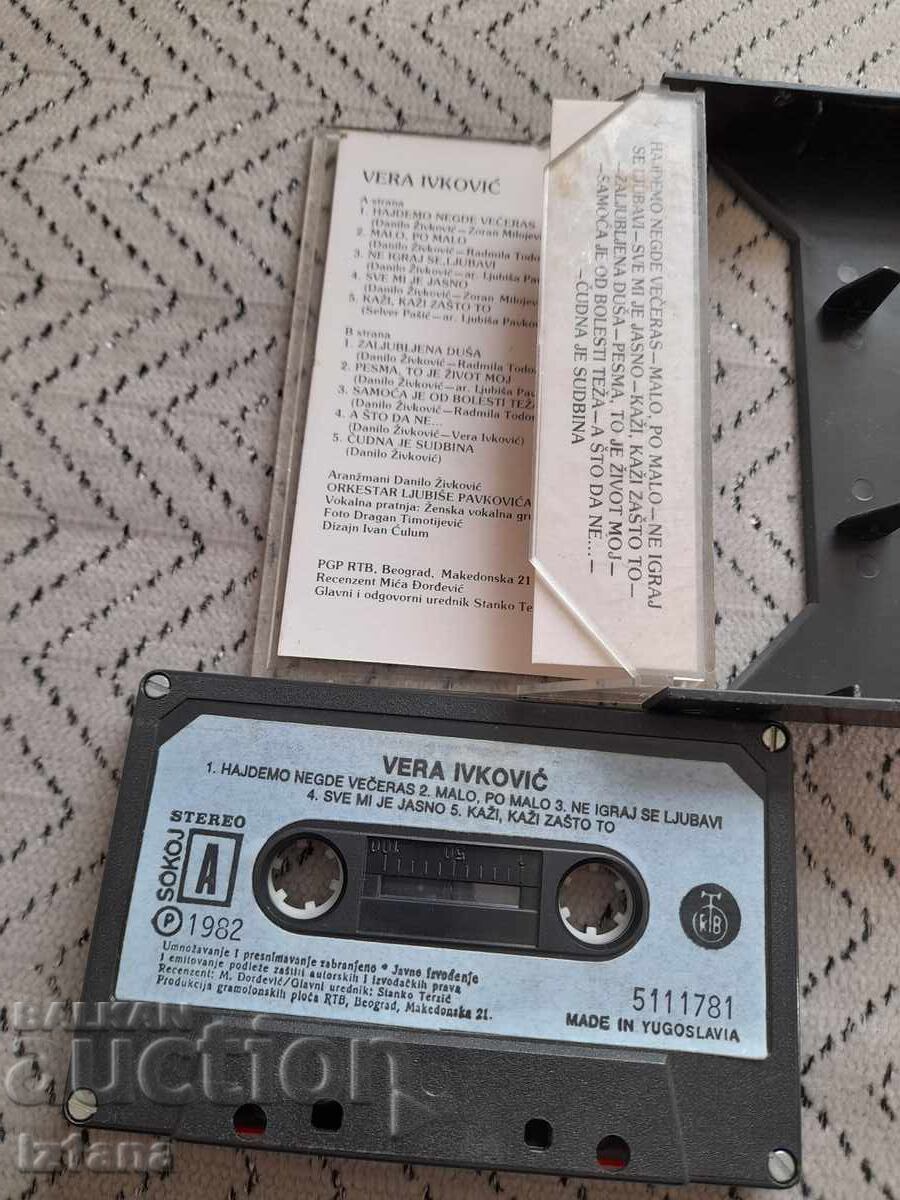 VERA IVKOVIĆ
A strana
1. HAJDEMO NEGDE VEČERAS
(Danilo Živković—Zoran Milojev
2. MALO, PO MALO
(Danilo Živković—Radmila Todo
3. NE IGRAJ SE LJUBAVI
(Danilo Živković—ar. Ljubiša Pavk
4. SVE MI JE JASNO
(Danilo Živković—Zoran Milojev
5. KAŽI, KAŽI ZAŠTO TO
(Selver Pašić—ar. Ljubiša Pavkov
B strana
1. ZALJUBLJENA DUŠA
(Danilo Živković—Radmila Todo
2. PESMA, TO JE ŽIVOT MOJ
(Danilo Živković—ar. Ljubiša Pav
3. SAMOĆA JE OD BOLESTI TEŽ
(Danilo Živković—Radmila Todo
4. A ŠTO DA NE...
(Danilo Živković—Vera Ivković)
5. ČUDNA JE SUDBINA
(Danilo Živković)
Aranžmani Danilo Živković
ORKESTAR LJUBIŠE PAVKOVIĆA
Vokalna pratnja: Ženska vokalna gru
Foto Dragan Timotijević
Dizajn Ivan Ćulum
PGP RTB, Beograd, Makedonska 21
Recenzent Mića Đorđević
Glavni i odgovorni urednik Stanko Te
HAJDEMO NEGDE VEČERAS—MALO, PO MALO—NE IGRAJ
SE LJUBAVI—SVE MI JE JASNO—KAŽI, KAŽI ZAŠTO TO—
—ZALJUBLJENA DUŠA—PESMA, TO JE ŽIVOT MOJ—
—SAMOĆA JE OD BOLESTI TEŽA—A ŠTO DA NE...—
—ČUDNA JE SUDBINA
VERA IVKOVIĆ
1. HAJDEMO NEGDE VEČERAS 2. MALO, PO MALO 3. NE IGRAJ SE LJUBAVI
4. SVE MI JE JASNO 5. KAŽI, KAŽI ZAŠTO TO
STEREO
SOKOJ
A
100 50
RTB
℗ 1982
Umnožavanje i presnimavanje zabranjeno * Javno izvođenje
i emitovanje podleže zaštiti autorskih i izvođačkih prava
Recenzent: M. Đorđević/Glavni urednik: Stanko Terzić
Produkcija gramofonskih ploča RTB, Beograd, Makedonska 21.
5111781
MADE IN YUGOSLAVIA
BALKAN
auction
iztana